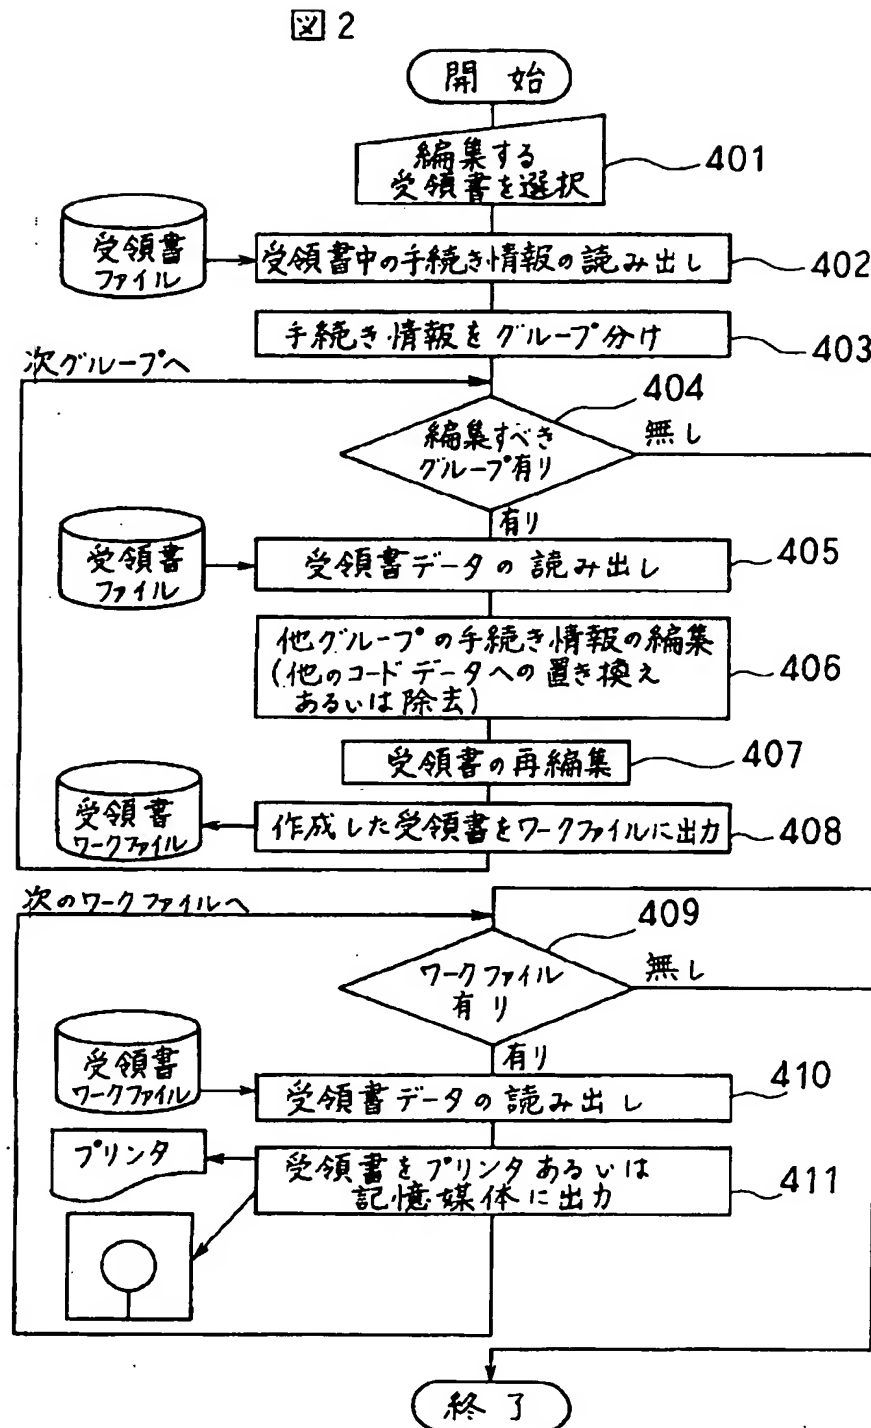 図2
開始
編集する
受領書を選択
401
受領書
ファイル
受領書中の手続き情報の読み出し
402
手続き情報をグループ分け
403
次グループへ
404
編集すべき
グループ有り
無し
有り
受領書
ファイル
受領書データの読み出し
405
他グループの手続き情報の編集
(他のコードデータへの置き換え
あるいは除去)
406
受領書の再編集
407
受領書
ワークファイル
作成した受領書をワークファイルに出力
408
次のワークファイルへ
409
ワークファイル
有り
無し
有り
受領書
ワークファイル
受領書データの読み出し
410
プリンタ
受領書をプリンタあるいは
記憶媒体に出力
411
終了